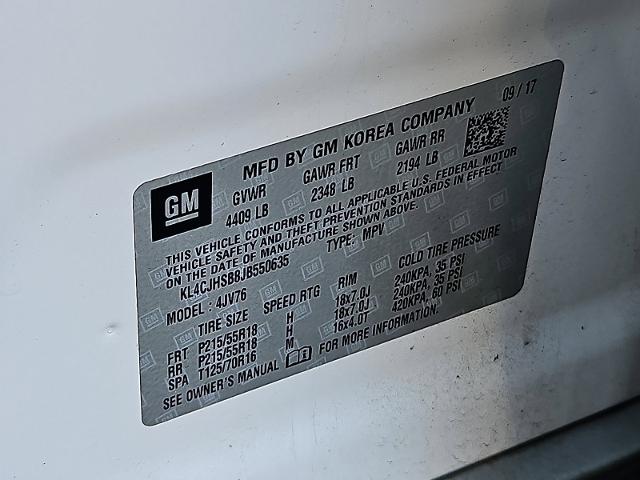 09 / 17
MFD BY GM KOREA COMPANY
GM
GVWR GAWR FRT GAWR RR
4409 LB 2348 LB 2194 LB
THIS VEHICLE CONFORMS TO ALL APPLICABLE U.S. FEDERAL MOTOR
VEHICLE SAFETY AND THEFT PREVENTION STANDARDS IN EFFECT
ON THE DATE OF MANUFACTURE SHOWN ABOVE.
KL4CJHSB8JB550635 TYPE: MPV
MODEL - 4JV76
TIRE SIZE SPEED RTG RIM COLD TIRE PRESSURE
FRT P215/55R18 H 18x7.0J 240KPA, 35 PSI
RR P215/55R18 H 18x7.0J 240KPA, 35 PSI
SPA T125/70R16 M 16x4.0T 420KPA, 61 PSI
SEE OWNER'S MANUAL FOR MORE INFORMATION.